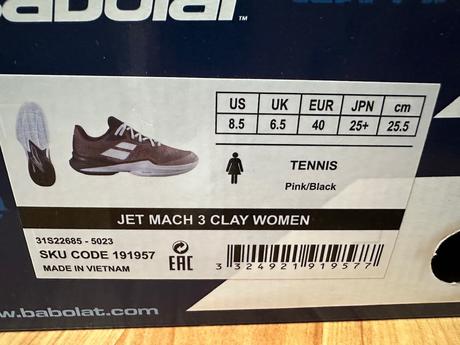 Babolat
US UK EUR JPN cm
8.5 6.5 40 25+ 25.5
TENNIS
Pink/Black
JET MACH 3 CLAY WOMEN
31S22685 - 5023
SKU CODE 191957
MADE IN VIETNAM
EAC
3 324921 919577
www.babolat.com